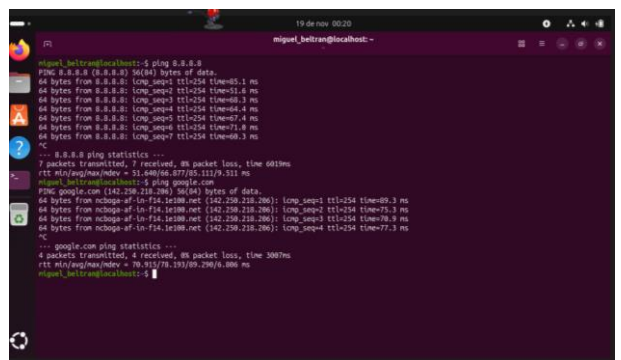 19 de nov 00:20
miguel_beltran@localhost: ~
miguel_beltran@localhost:~$ ping 8.8.8.8
PING 8.8.8.8 (8.8.8.8) 56(84) bytes of data.
64 bytes from 8.8.8.8: icmp_seq=1 ttl=254 time=85.1 ms
64 bytes from 8.8.8.8: icmp_seq=2 ttl=254 time=51.6 ms
64 bytes from 8.8.8.8: icmp_seq=3 ttl=254 time=68.3 ms
64 bytes from 8.8.8.8: icmp_seq=4 ttl=254 time=64.4 ms
64 bytes from 8.8.8.8: icmp_seq=5 ttl=254 time=67.4 ms
64 bytes from 8.8.8.8: icmp_seq=6 ttl=254 time=71.0 ms
64 bytes from 8.8.8.8: icmp_seq=7 ttl=254 time=60.3 ms
^C
--- 8.8.8.8 ping statistics ---
7 packets transmitted, 7 received, 0% packet loss, time 6019ms
rtt min/avg/max/mdev = 51.640/66.877/85.111/9.511 ms
miguel_beltran@localhost:~$ ping google.com
PING google.com (142.250.218.206) 56(84) bytes of data.
64 bytes from ncboga-af-in-f14.1e100.net (142.250.218.206): icmp_seq=1 ttl=254 time=89.3 ms
64 bytes from ncboga-af-in-f14.1e100.net (142.250.218.206): icmp_seq=2 ttl=254 time=75.3 ms
64 bytes from ncboga-af-in-f14.1e100.net (142.250.218.206): icmp_seq=3 ttl=254 time=70.9 ms
64 bytes from ncboga-af-in-f14.1e100.net (142.250.218.206): icmp_seq=4 ttl=254 time=77.3 ms
^C
--- google.com ping statistics ---
4 packets transmitted, 4 received, 0% packet loss, time 3007ms
rtt min/avg/max/mdev = 70.915/78.193/89.290/6.806 ms
miguel_beltran@localhost:~$